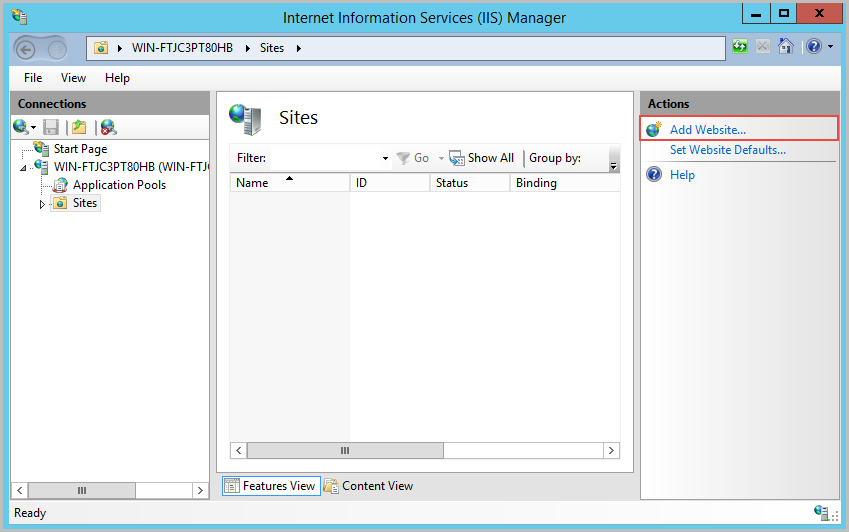 Internet Information Services (IIS) Manager
WIN-FTJC3PT80HB Sites
File View Help
Connections
Start Page
WIN-FTJC3PT80HB (WIN-FTJC
Application Pools
Sites
Sites
Filter: Go Show All Group by:
Name ID Status Binding
Features View Content View
Actions
Add Website...
Set Website Defaults...
Help
Ready